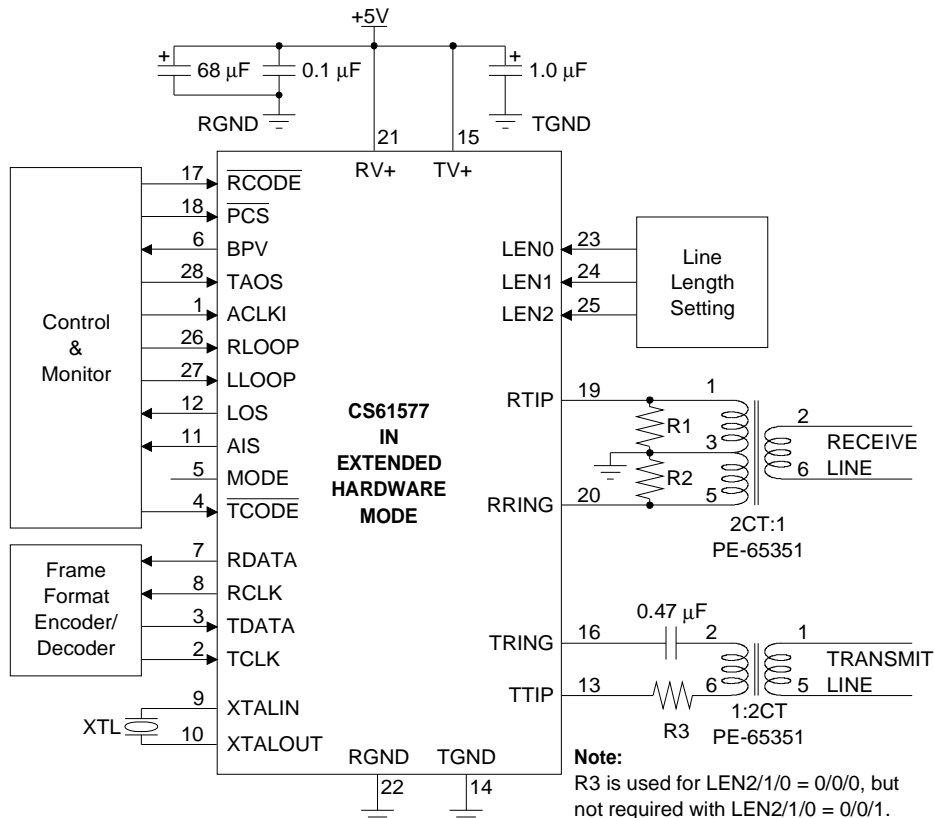 +5V
+
68 µF
0.1 µF
+
1.0 µF
RGND
TGND
21
15
RV+
TV+
Control
&
Monitor
17
RCODE
18
PCS
6
BPV
28
TAOS
1
ACLKI
26
RLOOP
27
LLOOP
12
LOS
11
AIS
5
MODE
4
TCODE
Frame
Format
Encoder/
Decoder
7
RDATA
8
RCLK
3
TDATA
2
TCLK
XTL
9
XTALIN
10
XTALOUT
CS61577
IN
EXTENDED
HARDWARE
MODE
LEN0
23
LEN1
24
LEN2
25
Line
Length
Setting
RTIP
19
RRING
20
R1
R2
1
3
5
2
6
RECEIVE
LINE
2CT:1
PE-65351
TRING
16
0.47 µF
TTIP
13
R3
2
6
1
5
TRANSMIT
LINE
1:2CT
PE-65351
RGND
TGND
22
14
Note:
R3 is used for LEN2/1/0 = 0/0/0, but
not required with LEN2/1/0 = 0/0/1.